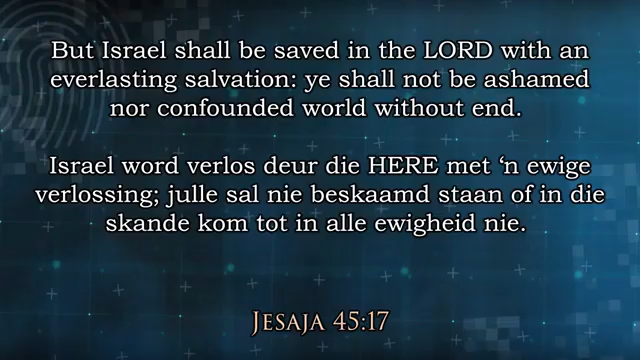 But Israel shall be saved in the LORD with an
everlasting salvation: ye shall not be ashamed
nor confounded world without end.
Israel word verlos deur die HERE met ‘n ewige
verlossing; julle sal nie beskaamd staan of in die
skande kom tot in alle ewigheid nie.
Jesaja 45:17